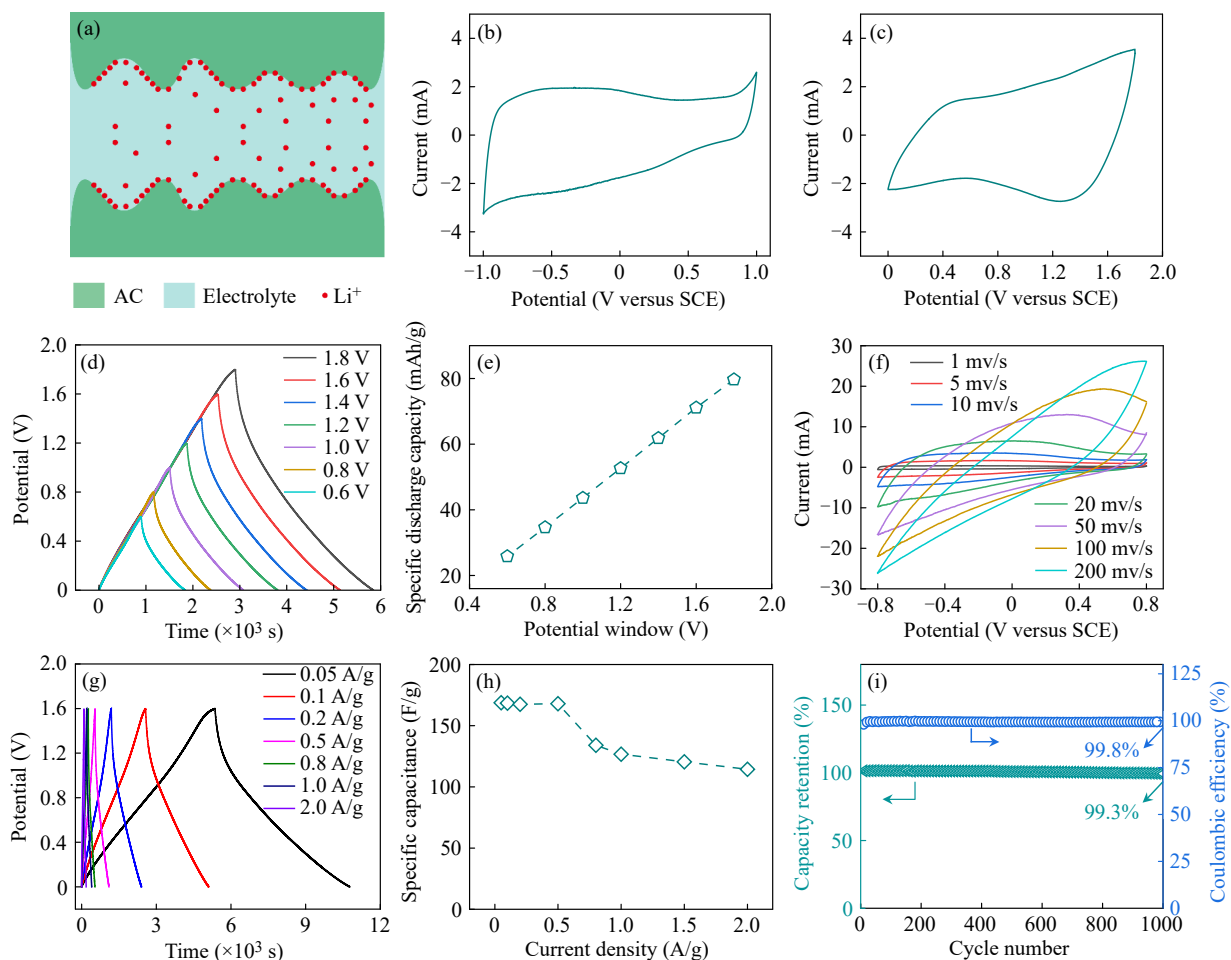 (a)
AC Electrolyte Li⁺
(b)
Current (mA)
4
2
0
−2
−4
−1.0 −0.5 0 0.5 1.0
Potential (V versus SCE)
(c)
Current (mA)
4
2
0
−2
−4
0 0.6 1.2 1.8 2.0
Potential (V versus SCE)
(d)
Potential (V)
2.0
1.6
1.2
0.8
0.4
0
1.8 V
1.6 V
1.4 V
1.2 V
1.0 V
0.8 V
0.6 V
0 1 2 3 4 5 6
Time (×10³ s)
(e)
Specific discharge capacity (mAh/g)
80
60
40
20
0.4 0.8 1.2 1.6 2.0
Potential window (V)
(f)
Current (mA)
30
20
10
0
−10
−20
−30
1 mv/s
5 mv/s
10 mv/s
20 mv/s
50 mv/s
100 mv/s
200 mv/s
−0.8 −0.4 0 0.4 0.8
Potential (V versus SCE)
(g)
Potential (V)
2.0
1.6
1.2
0.8
0.4
0
0.05 A/g
0.1 A/g
0.2 A/g
0.5 A/g
0.8 A/g
1.0 A/g
2.0 A/g
0 3 6 9 12
Time (×10³ s)
(h)
Specific capacitance (F/g)
200
150
100
50
0
0 0.5 1.0 1.5 2.0
Current density (A/g)
(i)
Capacity retention (%)
150
100
50
0
99.8%
99.3%
125
100
75
50
25
0
Coulombic efficiency (%)
0 200 400 600 800 1000
Cycle number